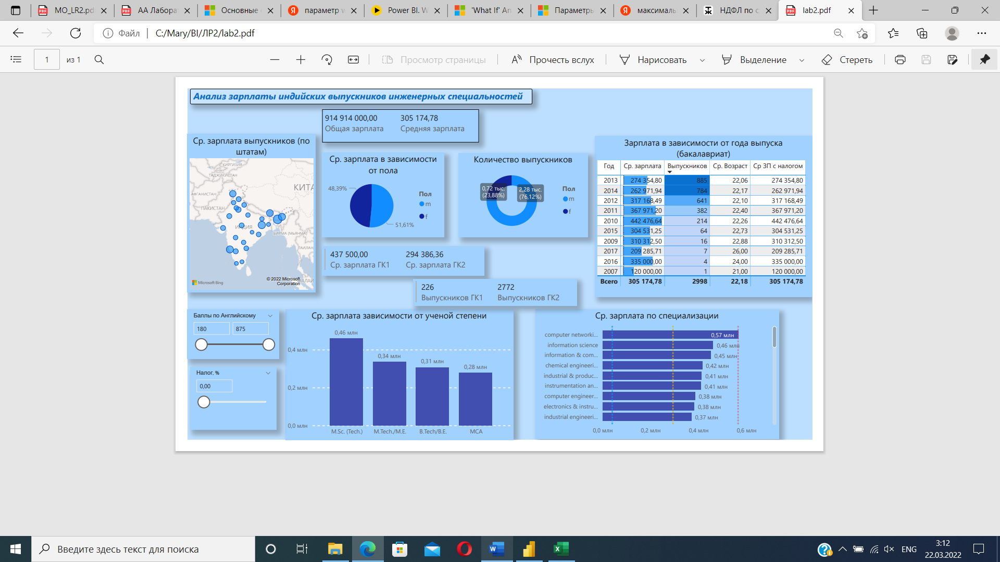 MO_LR2.pd
АА Лабора
Основные
параметр w
Power BI. W
'What If' An
Параметры
максималь
НДФЛ по с
lab2.pdf
Файл
C:/Mary/BI/ЛР2/lab2.pdf
1
из 1
Просмотр страницы
Прочесть вслух
Нарисовать
Выделение
Стереть
Анализ зарплаты индийских выпускников инженерных специальностей
914 914 000,00
305 174,78
Общая зарплата
Средняя зарплата
Ср. зарплата выпускников (по
штатам)
КИРГИЗИЯ
ТАДЖИКИСТАН
КИТА
АФГАНИСТАН
ПАКИСТАН
ИНДИЯ
БИРМА (МЬЯНМА)
ТАИЛАН
МАЛАЙ
Microsoft Bing
© 2022 Microsoft
Corporation
Ср. зарплата в зависимости
от пола
48,39%
51,61%
Пол
m
f
Количество выпускников
0,72 тыс.
(23,88%)
2,28 тыс.
(76,12%)
Пол
m
f
Зарплата в зависимости от года выпуска
(бакалавриат)
Год Ср. зарплата Выпускников Ср. Возраст Ср ЗП с налогом
2013 274 354,80 885 22,06 274 354,80
2014 262 971,94 784 22,17 262 971,94
2012 317 168,49 641 22,10 317 168,49
2011 367 971,20 382 22,40 367 971,20
2010 442 476,64 214 22,26 442 476,64
2015 304 531,25 64 22,73 304 531,25
2009 310 312,50 16 22,88 310 312,50
2017 209 285,71 7 26,00 209 285,71
2016 335 000,00 4 24,00 335 000,00
2007 120 000,00 1 21,00 120 000,00
Всего 305 174,78 2998 22,18 305 174,78
437 500,00
294 386,36
Ср. зарплата ГК1
Ср. зарплата ГК2
226
2772
Выпускников ГК1
Выпускников ГК2
Баллы по Английскому
180
875
Налог, %
0,00
Ср. зарплата зависимости от ученой степени
0,4 млн
0,2 млн
0,0 млн
0,46 млн
0,34 млн
0,31 млн
0,28 млн
M.Sc. (Tech.)
M.Tech./M.E.
B.Tech/B.E.
MCA
Ср. зарплата по специализации
computer networki... 0,57 млн
information science 0,46 млн
information & com... 0,45 млн
chemical engineeri... 0,42 млн
industrial & produc... 0,41 млн
instrumentation an... 0,41 млн
computer engineer... 0,38 млн
electronics & instru... 0,38 млн
industrial engineeri... 0,37 млн
0,0 млн
0,2 млн
0,4 млн
0,6 млн
Введите здесь текст для поиска
ENG
3:12
22.03.2022